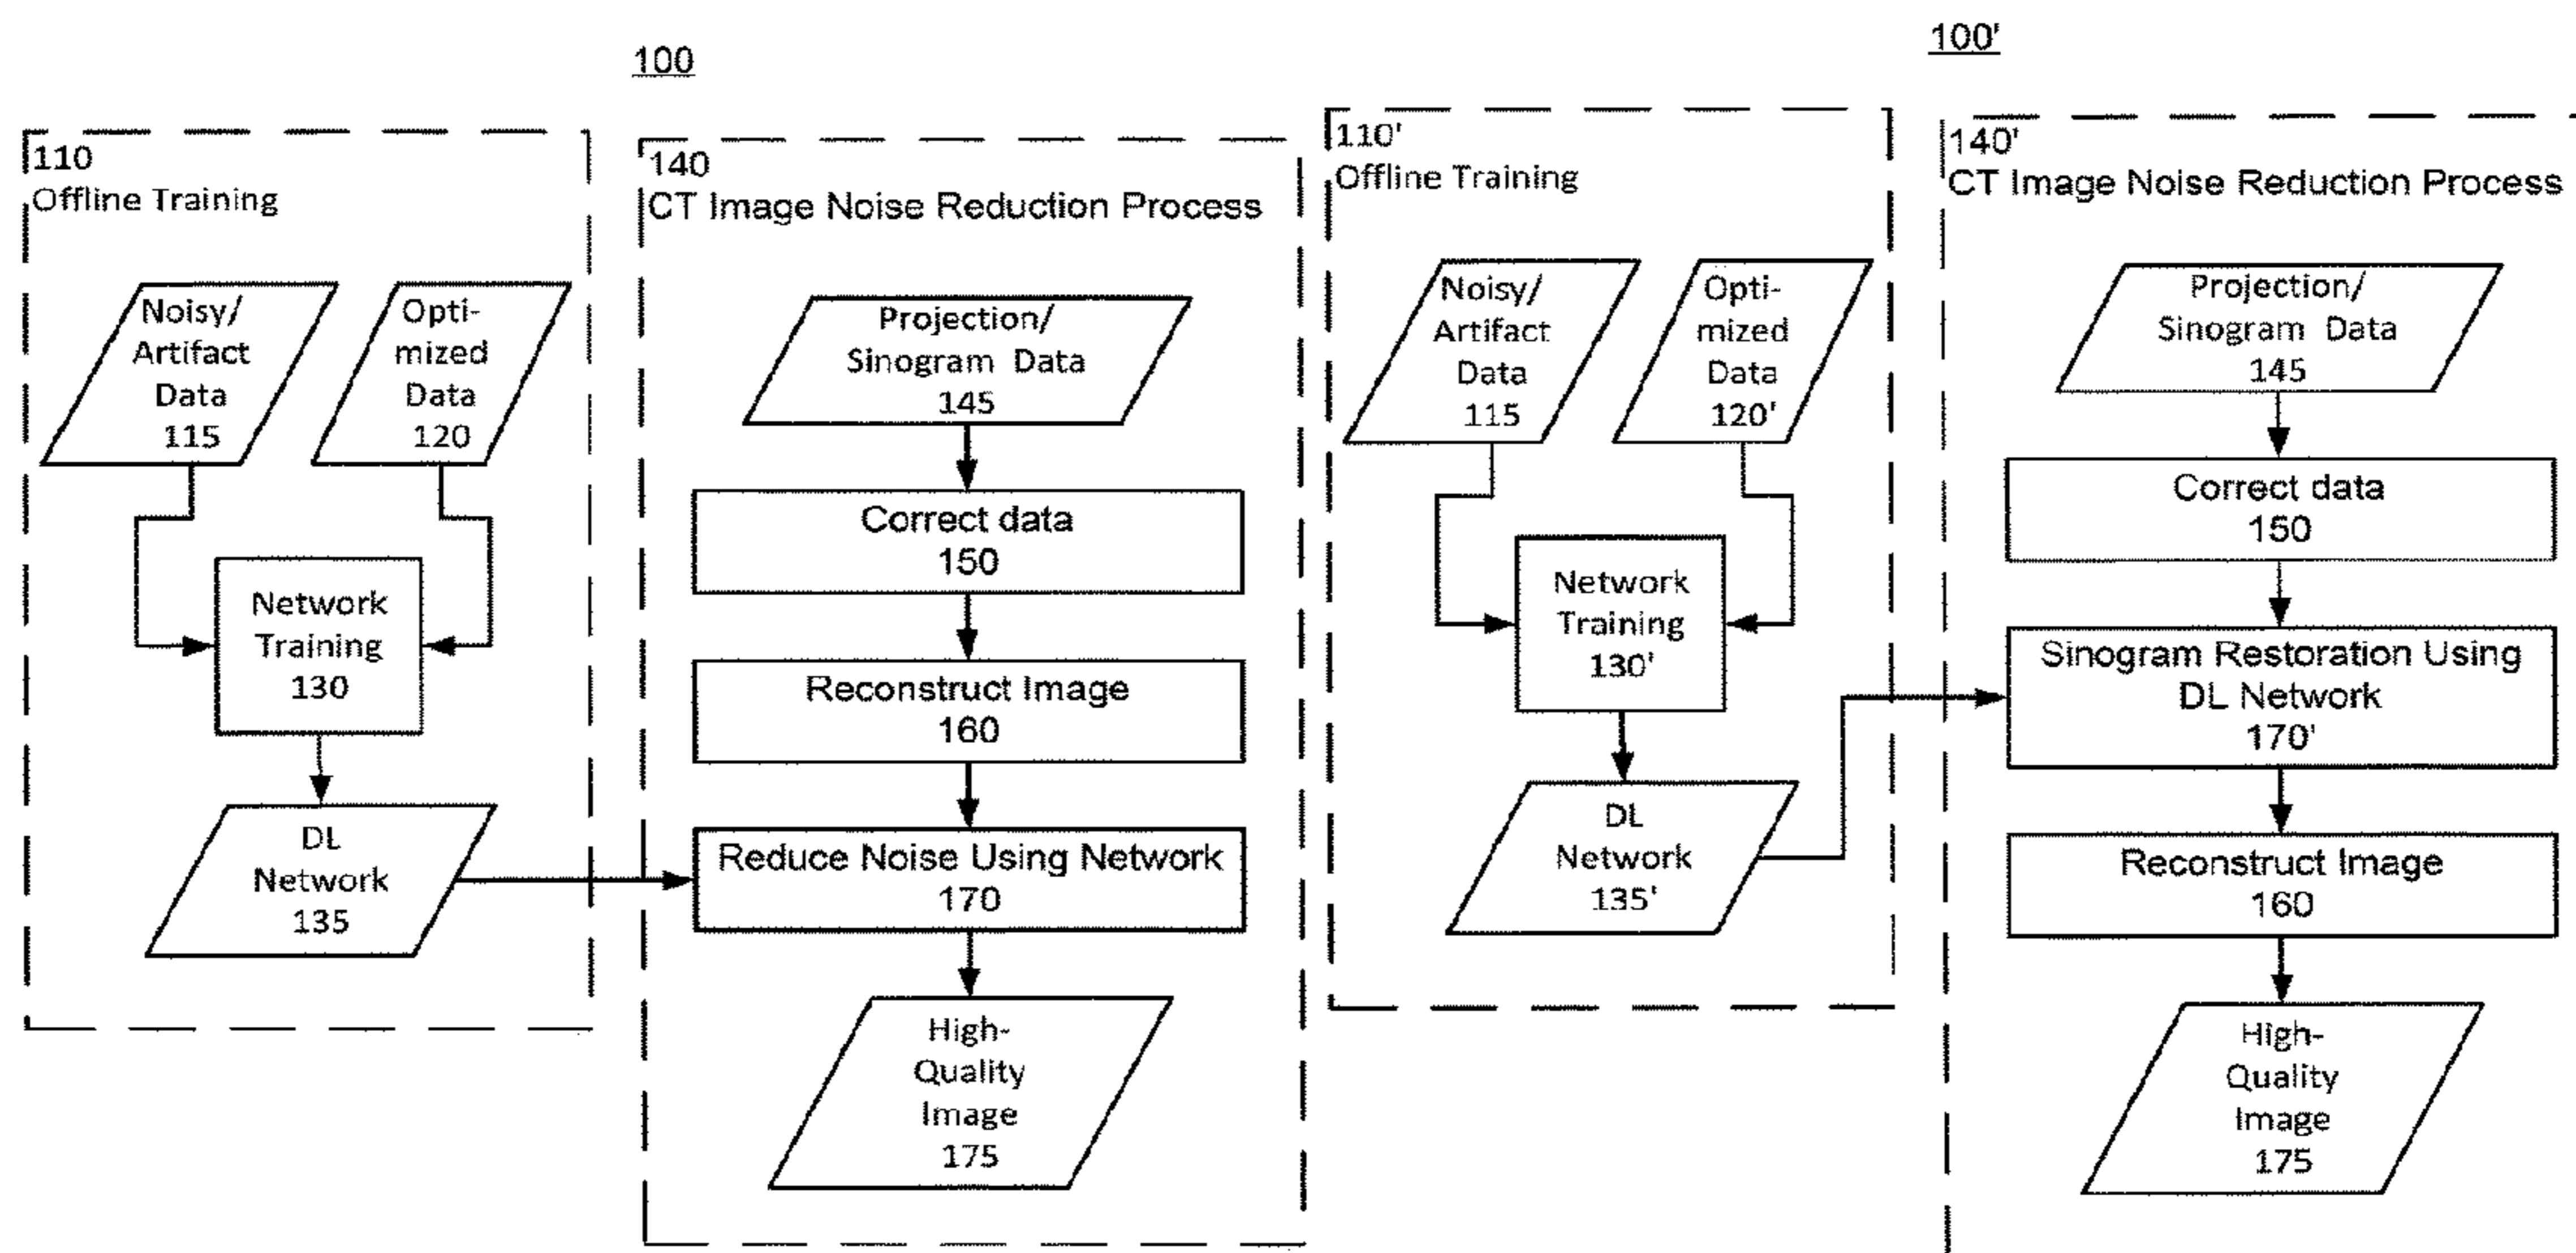 100
110
Offline Training
Noisy/
Artifact
Data
115
Opti-
mized
Data
120
Network
Training
130
DL
Network
135
140
CT Image Noise Reduction Process
Projection/
Sinogram Data
145
Correct data
150
Reconstruct Image
160
Reduce Noise Using Network
170
High-
Quality
Image
175
100'
110'
Offline Training
Noisy/
Artifact
Data
115
Opti-
mized
Data
120'
Network
Training
130'
DL
Network
135'
140'
CT Image Noise Reduction Process
Projection/
Sinogram Data
145
Correct data
150
Sinogram Restoration Using
DL Network
170'
Reconstruct Image
160
High-
Quality
Image
175